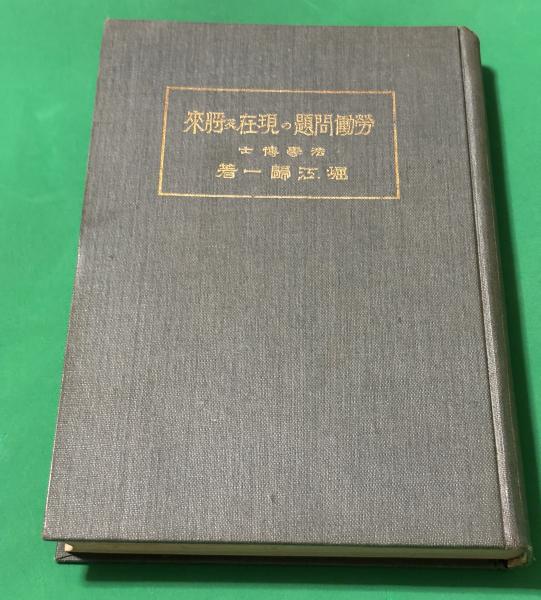 勞働問題の現在及將來
法學博士
堀江歸一著